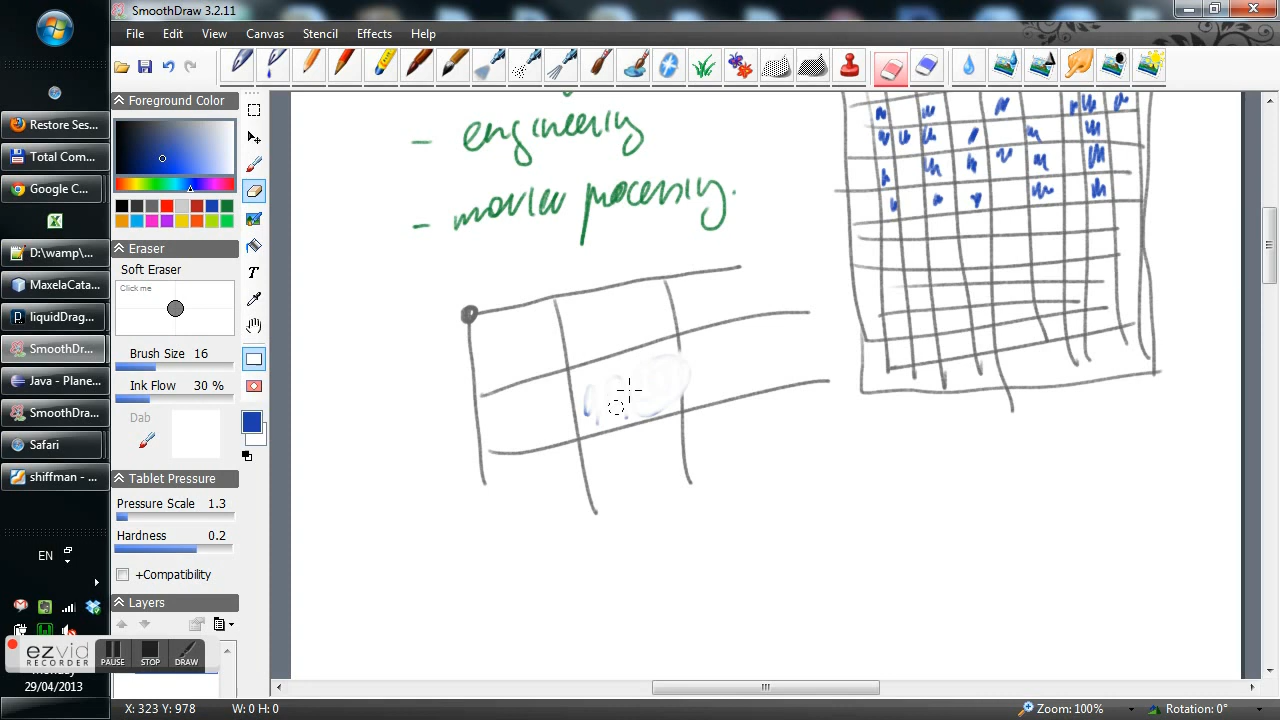 SmoothDraw 3.2.11
File Edit View Canvas Stencil Effects Help
Restore Ses...
Total Com...
Google C...
D:\wamp\...
MaxelaCata...
liquidDrag...
SmoothDr...
Java - Plane...
SmoothDr...
Safari
shiffman - ...
EN
ezvid
RECORDER
PAUSE STOP DRAW
29/04/2013
Foreground Color
Eraser
Soft Eraser
Click me
Brush Size 16
Ink Flow 30 %
Dab
Tablet Pressure
Pressure Scale 1.3
Hardness 0.2
+Compatibility
Layers
T
- engineering
- movler processing.
X: 323 Y: 978 W: 0 H: 0 Zoom: 100% Rotation: 0°